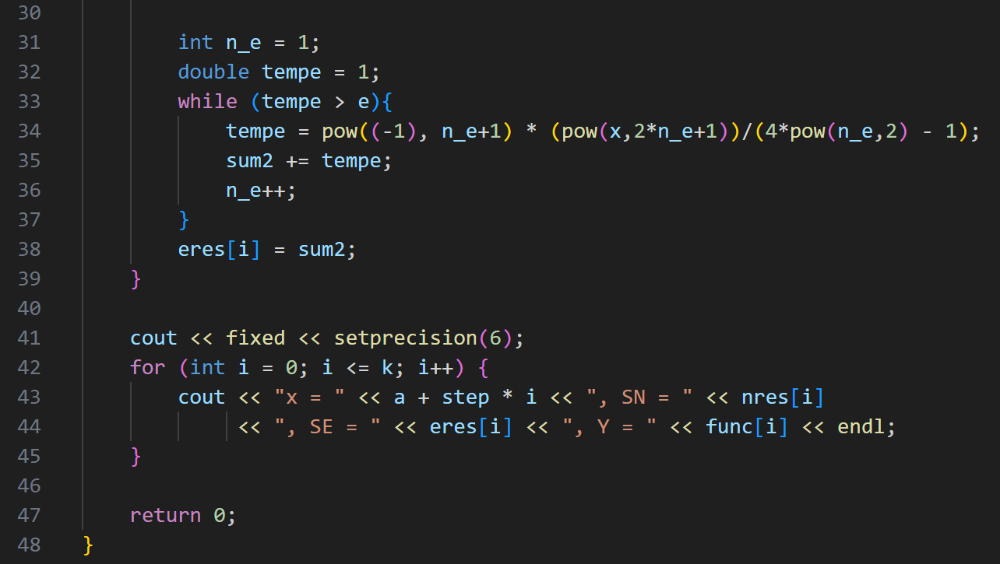 30
31 int n_e = 1;
32 double tempe = 1;
33 while (tempe > e){
34 tempe = pow((-1), n_e+1) * (pow(x,2*n_e+1))/(4*pow(n_e,2) - 1);
35 sum2 += tempe;
36 n_e++;
37 }
38 eres[i] = sum2;
39 }
40
41 cout << fixed << setprecision(6);
42 for (int i = 0; i <= k; i++) {
43 cout << "x = " << a + step * i << ", SN = " << nres[i]
44 << ", SE = " << eres[i] << ", Y = " << func[i] << endl;
45 }
46
47 return 0;
48 }